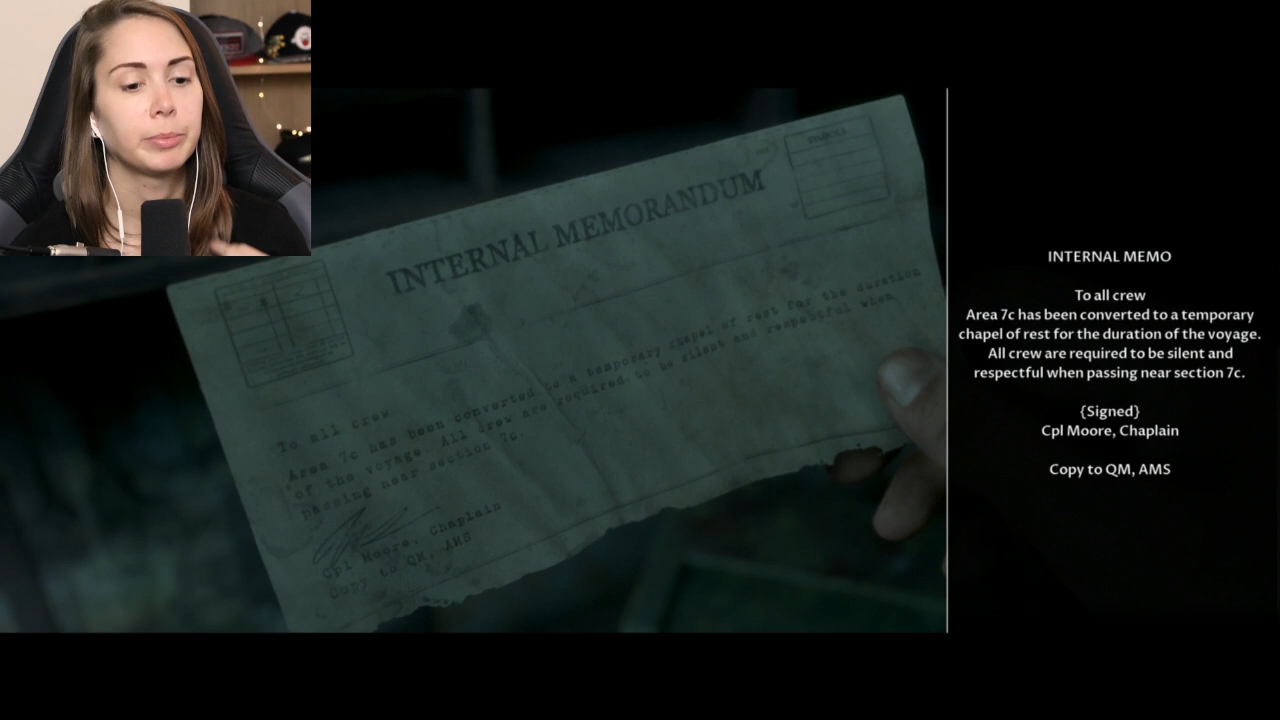 SYMBOLS
INTERNAL MEMORANDUM
To all crew
Area 7c has been converted to a temporary chapel of rest for the duration
of the voyage. All crew are required to be silent and respectful when
passing near section 7c.
Cpl Moore, Chaplain
Copy to QM, AMS
INTERNAL MEMO
To all crew
Area 7c has been converted to a temporary
chapel of rest for the duration of the voyage.
All crew are required to be silent and
respectful when passing near section 7c.
{Signed}
Cpl Moore, Chaplain
Copy to QM, AMS